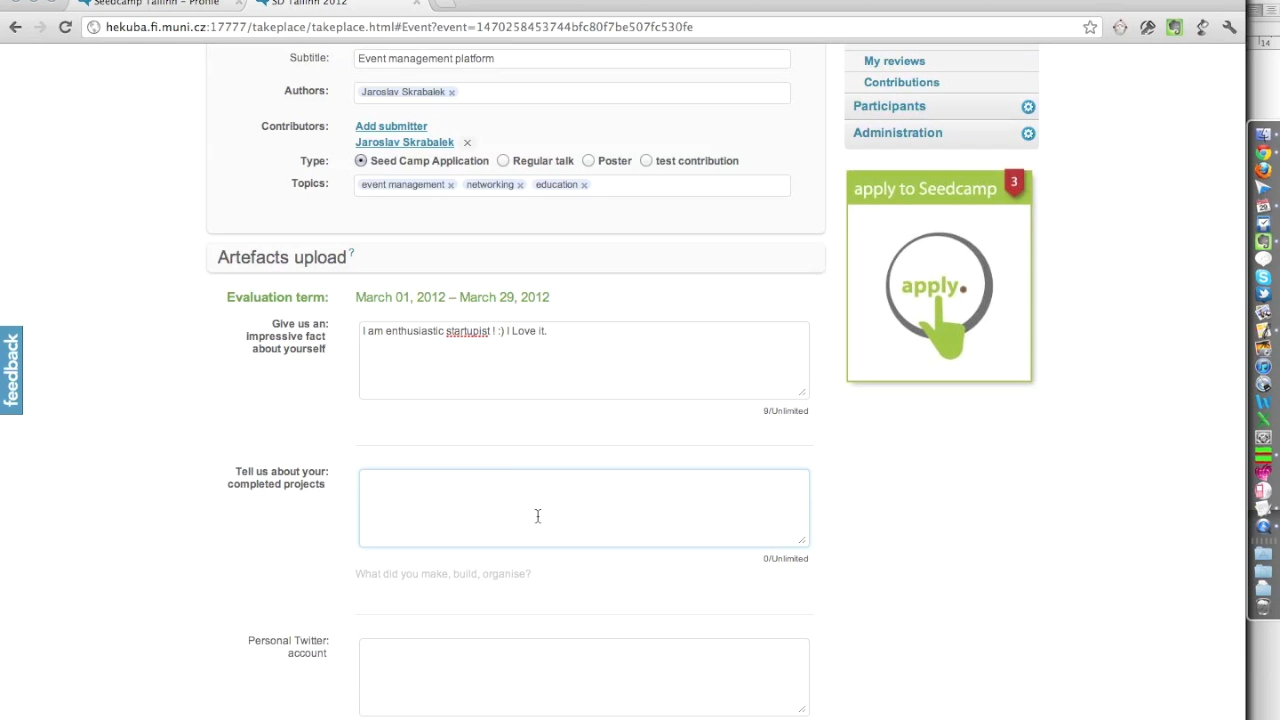 Seedcamp Tallinn – Profile
SD Tallinn 2012
hekuba.fi.muni.cz:17777/takeplace/takeplace.html#Event?event=1470258453744bfc80f7be507fc530fe
Subtitle: Event management platform
Authors: Jaroslav Skrabalek
Contributors: Add submitter
Jaroslav Skrabalek
Type: Seed Camp Application Regular talk Poster test contribution
Topics: event management networking education
Artefacts upload ?
Evaluation term: March 01, 2012 – March 29, 2012
Give us an: impressive fact about yourself
I am enthusiastic startupist ! :) I Love it.
9/Unlimited
Tell us about your: completed projects
0/Unlimited
What did you make, build, organise?
Personal Twitter: account
My reviews
Contributions
Participants
Administration
apply to Seedcamp 3
apply.
feedback
14